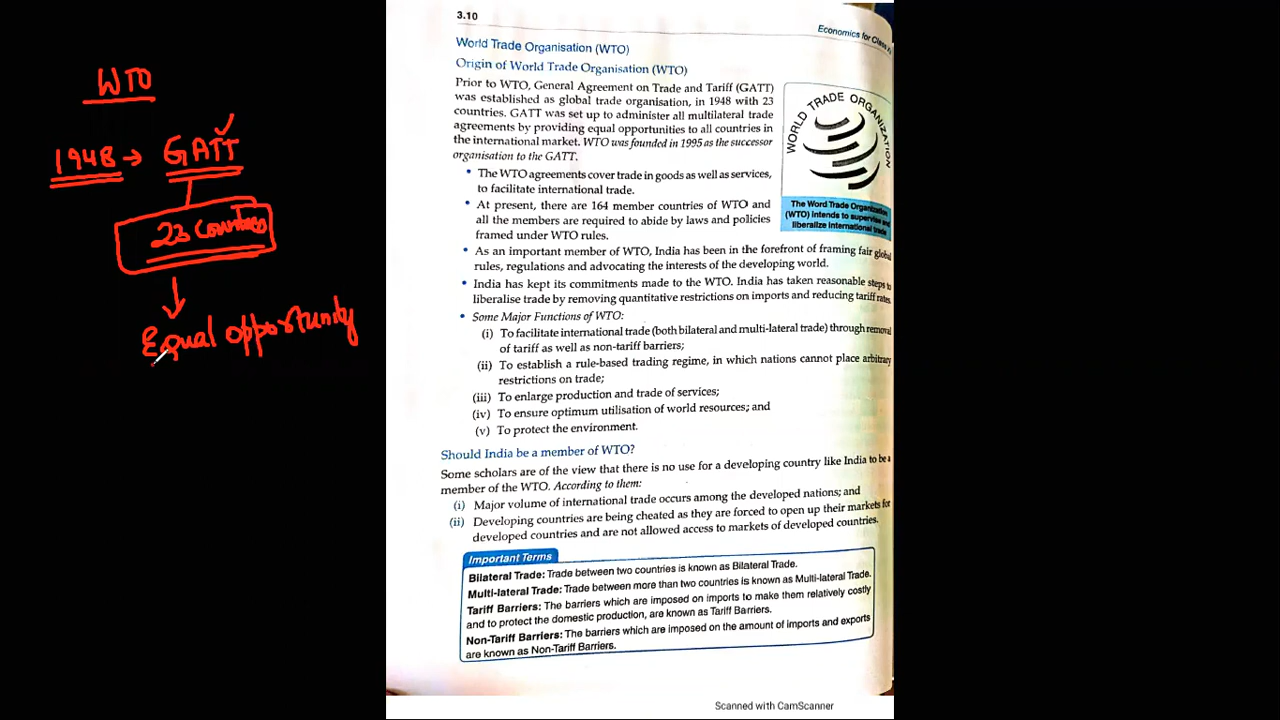 WTO
1948 → GATT
23 Countries
Equal opportunity
3.10
Economics for Class
World Trade Organisation (WTO)
Origin of World Trade Organisation (WTO)
Prior to WTO, General Agreement on Trade and Tariff (GATT)
was established as global trade organisation, in 1948 with 23
countries. GATT was set up to administer all multilateral trade
agreements by providing equal opportunities to all countries in
the international market. WTO was founded in 1995 as the successor
organisation to the GATT.
• The WTO agreements cover trade in goods as well as services,
to facilitate international trade.
• At present, there are 164 member countries of WTO and
all the members are required to abide by laws and policies
framed under WTO rules.
WORLD TRADE ORGANIZATION
The Word Trade Organization
(WTO) intends to supervise and
liberalize international trade
• As an important member of WTO, India has been in the forefront of framing fair global
rules, regulations and advocating the interests of the developing world.
• India has kept its commitments made to the WTO. India has taken reasonable steps to
liberalise trade by removing quantitative restrictions on imports and reducing tariff rates.
• Some Major Functions of WTO:
(i) To facilitate international trade (both bilateral and multi-lateral trade) through removal
of tariff as well as non-tariff barriers;
(ii) To establish a rule-based trading regime, in which nations cannot place arbitrary
restrictions on trade;
(iii) To enlarge production and trade of services;
(iv) To ensure optimum utilisation of world resources; and
(v) To protect the environment.
Should India be a member of WTO?
Some scholars are of the view that there is no use for a developing country like India to be a
member of the WTO. According to them:
(i) Major volume of international trade occurs among the developed nations; and
(ii) Developing countries are being cheated as they are forced to open up their markets for
developed countries and are not allowed access to markets of developed countries.
Important Terms
Bilateral Trade: Trade between two countries is known as Bilateral Trade.
Multi-lateral Trade: Trade between more than two countries is known as Multi-lateral Trade.
Tariff Barriers: The barriers which are imposed on imports to make them relatively costly
and to protect the domestic production, are known as Tariff Barriers.
Non-Tariff Barriers: The barriers which are imposed on the amount of imports and exports
are known as Non-Tariff Barriers.
Scanned with CamScanner